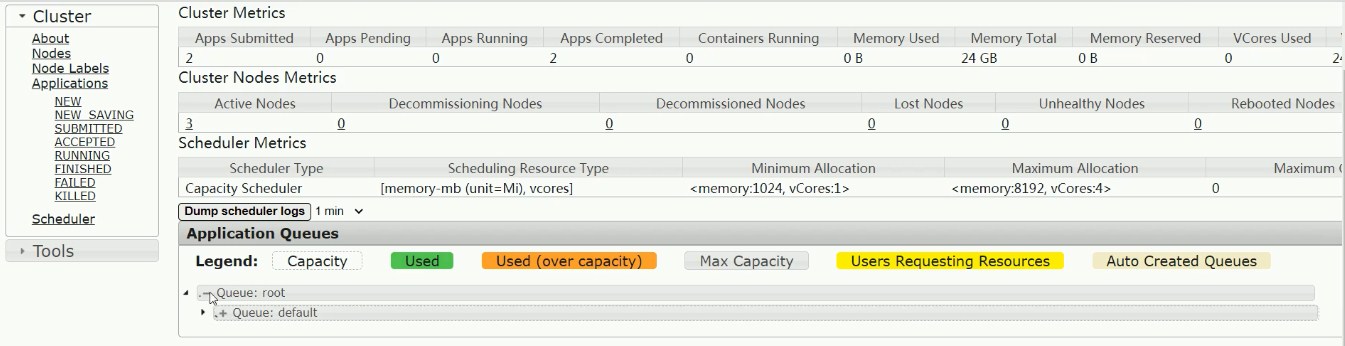 Cluster
About
Nodes
Node Labels
Applications
NEW
NEW_SAVING
SUBMITTED
ACCEPTED
RUNNING
FINISHED
FAILED
KILLED
Scheduler
Tools
Cluster Metrics
Apps Submitted Apps Pending Apps Running Apps Completed Containers Running Memory Used Memory Total Memory Reserved VCores Used
2 0 0 2 0 0 B 24 GB 0 B 0
Cluster Nodes Metrics
Active Nodes Decommissioning Nodes Decommissioned Nodes Lost Nodes Unhealthy Nodes Rebooted Nodes
3 0 0 0 0 0
Scheduler Metrics
Scheduler Type Scheduling Resource Type Minimum Allocation Maximum Allocation Maximum
Capacity Scheduler [memory-mb (unit=Mi), vcores] <memory:1024, vCores:1> <memory:8192, vCores:4> 0
Dump scheduler logs 1 min
Application Queues
Legend: Capacity Used Used (over capacity) Max Capacity Users Requesting Resources Auto Created Queues
Queue: root
+ Queue: default